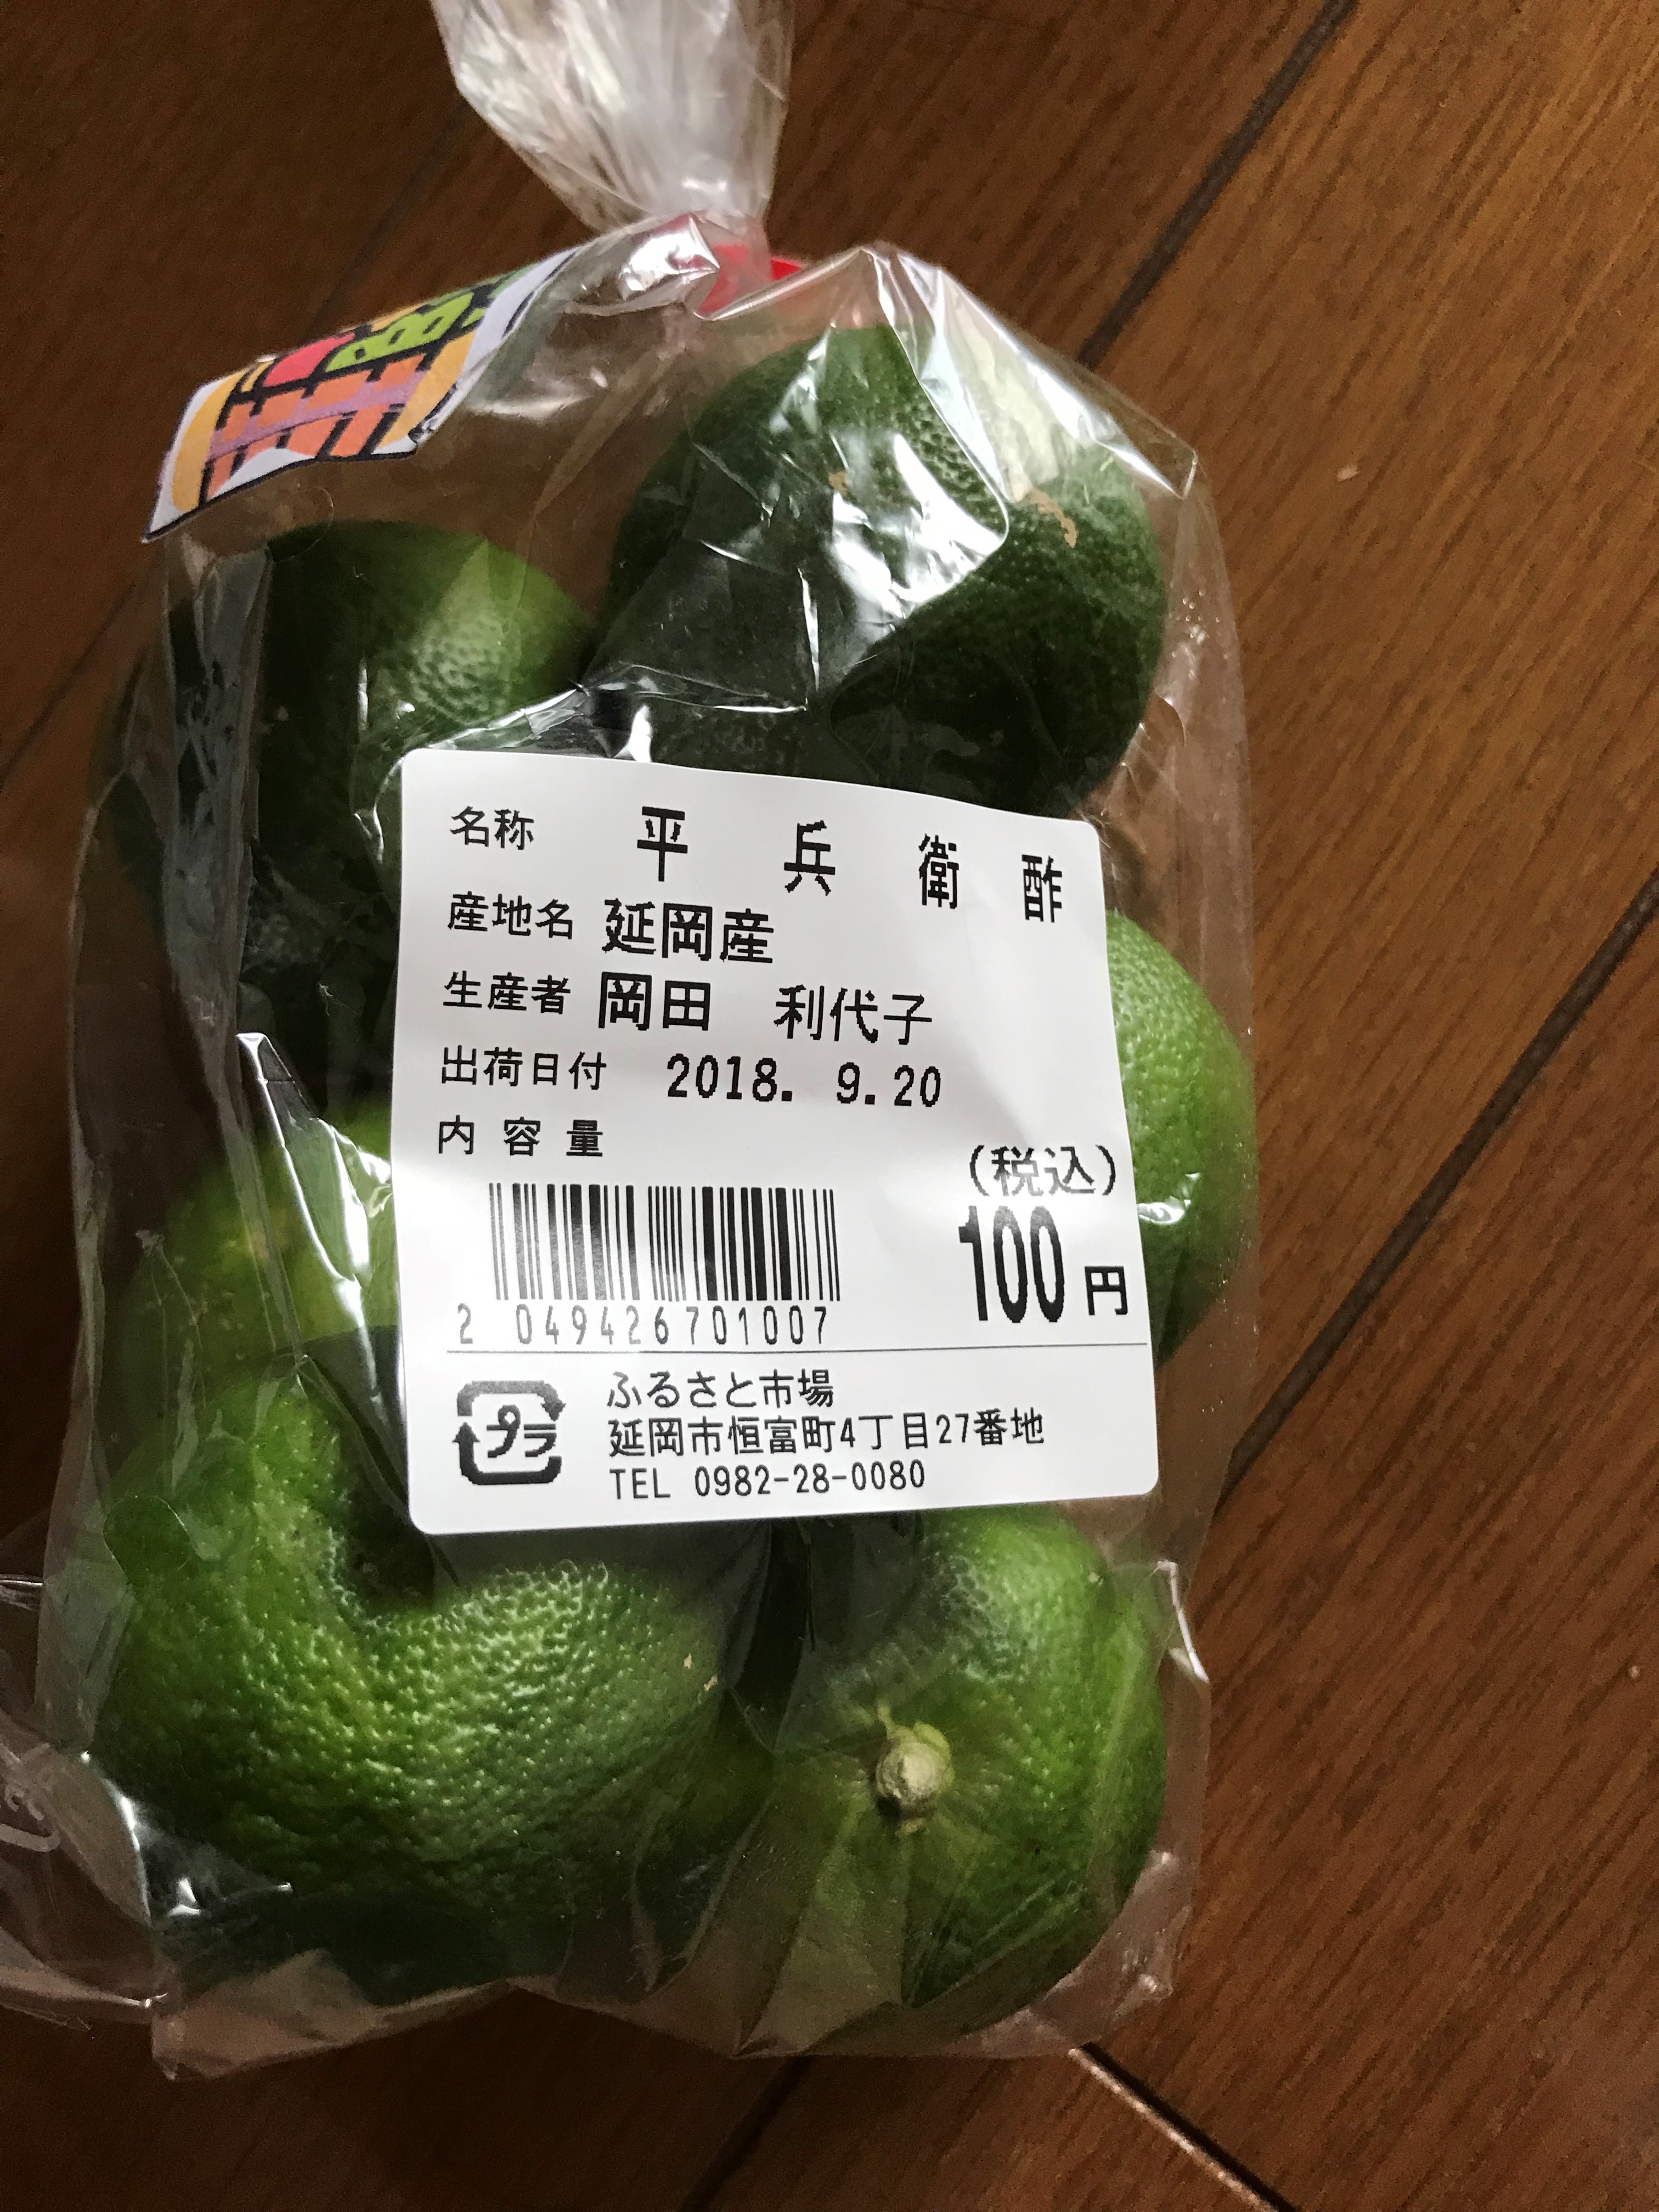 名称 平兵衛酢
産地名 延岡産
生産者 岡田 利代子
出荷日付 2018. 9.20
内容量
(税込)
100円
2 049426 701007
プラ
ふるさと市場
延岡市恒富町4丁目27番地
TEL 0982-28-0080